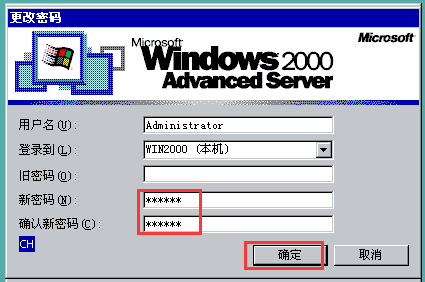 更改密码
Microsoft
Microsoft
Windows 2000
Advanced Server
用户名(U):
Administrator
登录到(L):
WIN2000 (本机)
旧密码(O):
新密码(N):
******
确认新密码(C):
******
CH
确定
取消